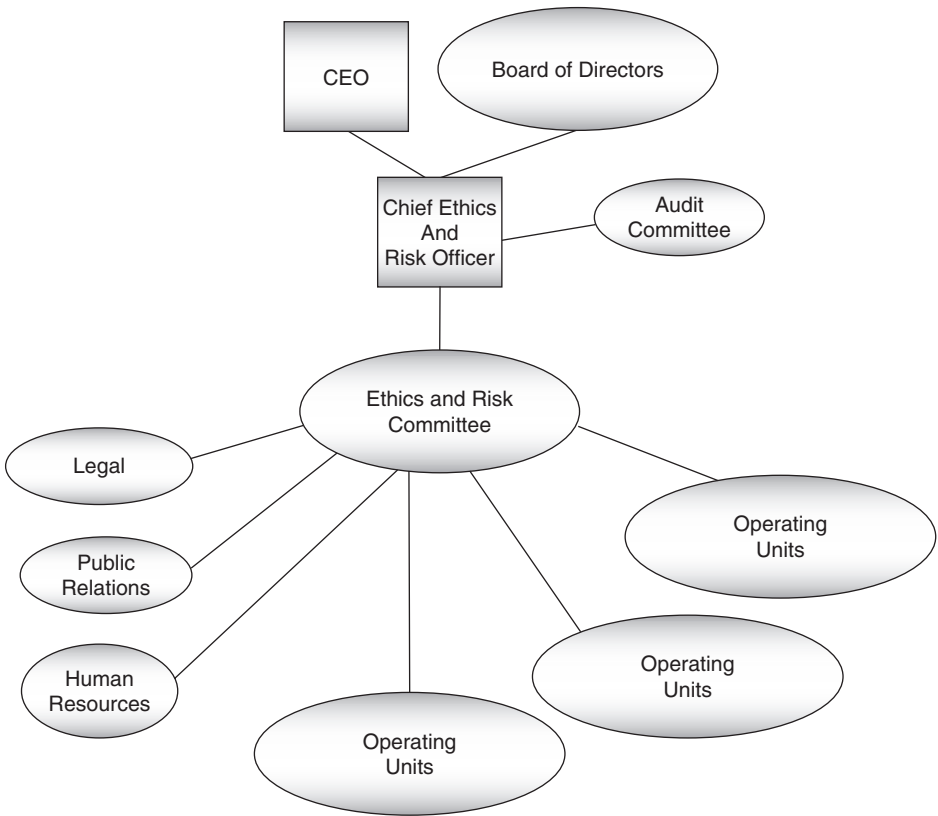 CEO
Board of Directors
Chief Ethics
And
Risk Officer
Audit
Committee
Ethics and Risk
Committee
Legal
Public
Relations
Human
Resources
Operating
Units
Operating
Units
Operating
Units